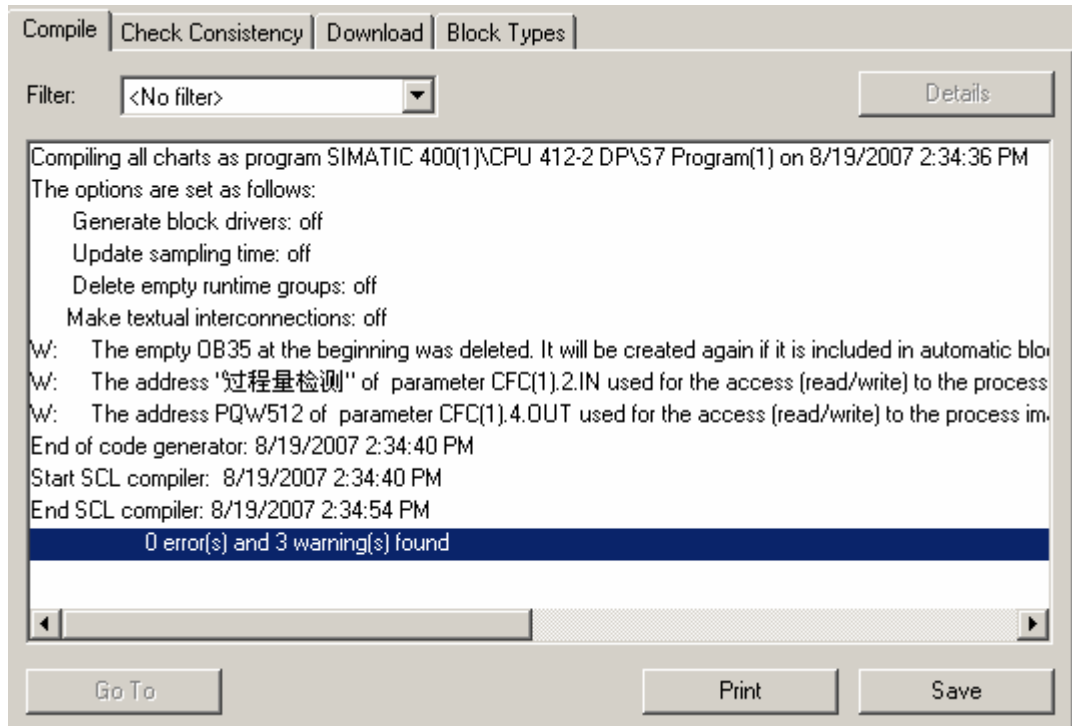 Compile Check Consistency Download Block Types
Filter: <No filter> Details
Compiling all charts as program SIMATIC 400(1)\CPU 412-2 DP\S7 Program(1) on 8/19/2007 2:34:36 PM
The options are set as follows:
Generate block drivers: off
Update sampling time: off
Delete empty runtime groups: off
Make textual interconnections: off
W: The empty OB35 at the beginning was deleted. It will be created again if it is included in automatic blo
W: The address "过程量检测" of parameter CFC(1).2.IN used for the access (read/write) to the process
W: The address PQW512 of parameter CFC(1).4.OUT used for the access (read/write) to the process im
End of code generator: 8/19/2007 2:34:40 PM
Start SCL compiler: 8/19/2007 2:34:40 PM
End SCL compiler: 8/19/2007 2:34:54 PM
0 error(s) and 3 warning(s) found
Go To Print Save